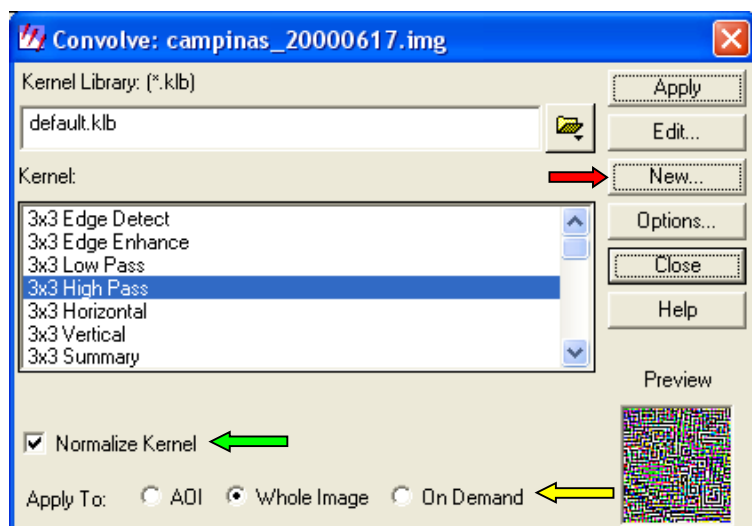 Convolve: campinas_20000617.img
Kernel Library: (*.klb)
default.klb
Kernel:
3x3 Edge Detect
3x3 Edge Enhance
3x3 Low Pass
3x3 High Pass
3x3 Horizontal
3x3 Vertical
3x3 Summary
Normalize Kernel
Apply To: AOI Whole Image On Demand
Apply
Edit...
New...
Options...
Close
Help
Preview